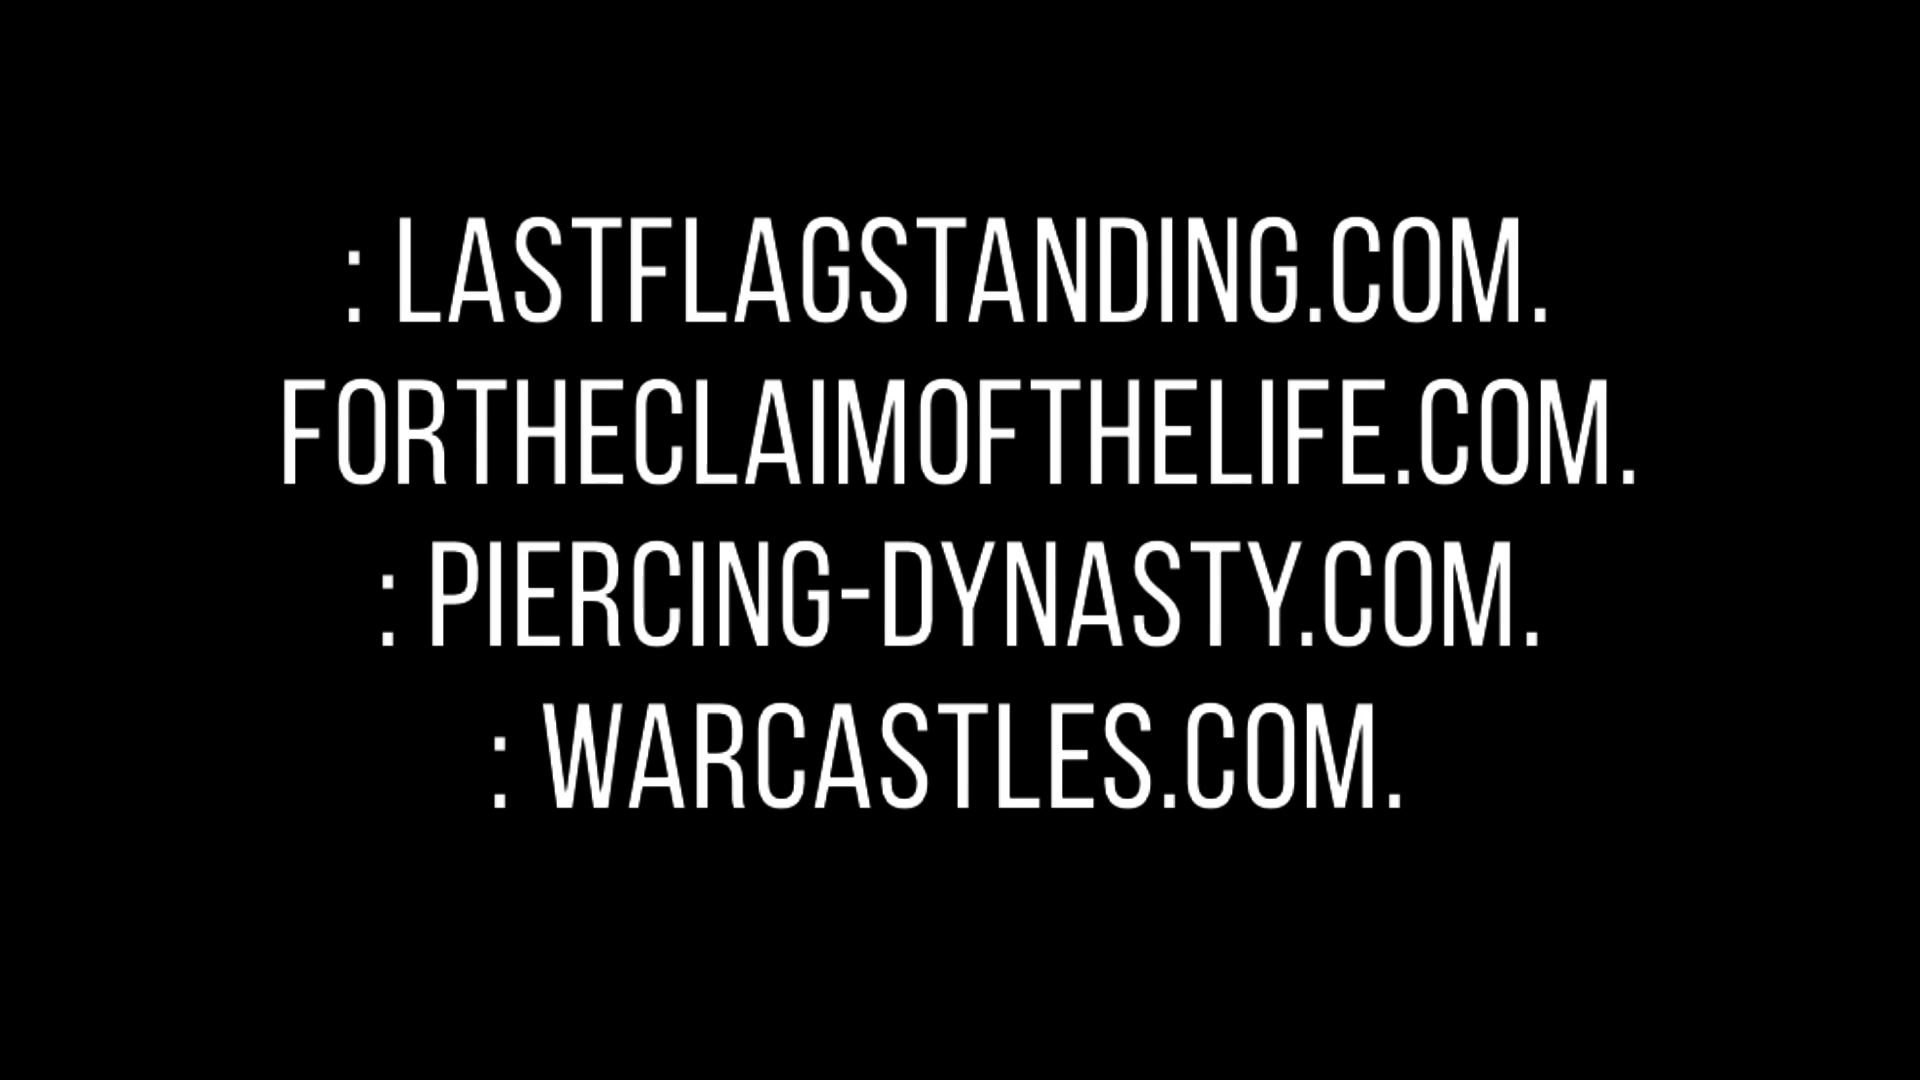 : LASTFLAGSTANDING.COM.
FORTHECLAIMOFTHELIFE.COM.
: PIERCING-DYNASTY.COM.
: WARCASTLES.COM.